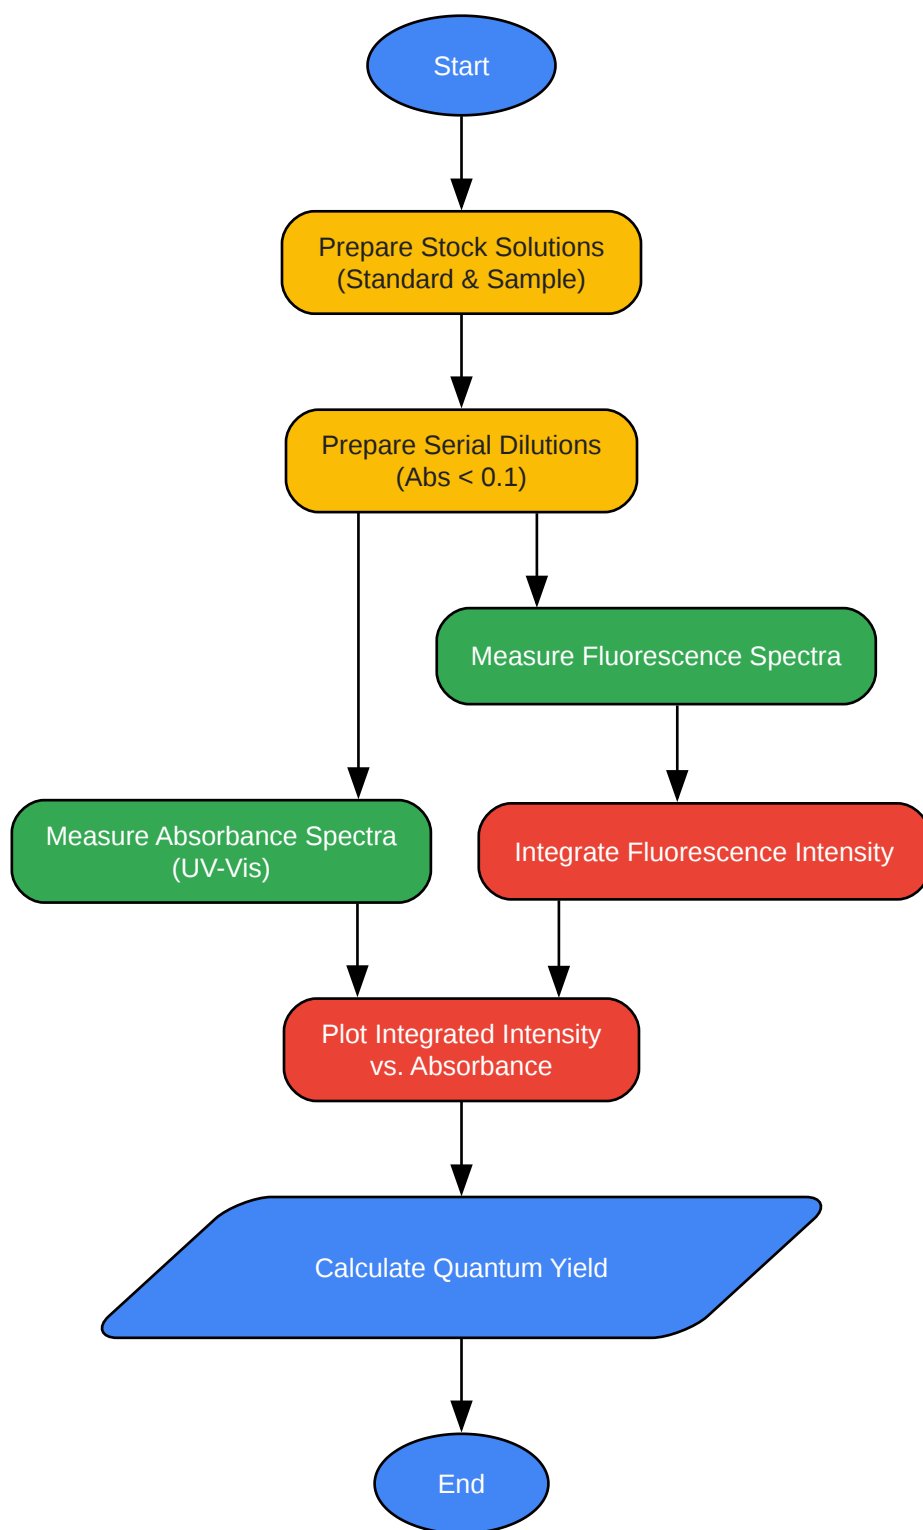 Start
Prepare Stock Solutions
(Standard & Sample)
Prepare Serial Dilutions
(Abs < 0.1)
Measure Fluorescence Spectra
Measure Absorbance Spectra
(UV-Vis)
Integrate Fluorescence Intensity
Plot Integrated Intensity
vs. Absorbance
Calculate Quantum Yield
End